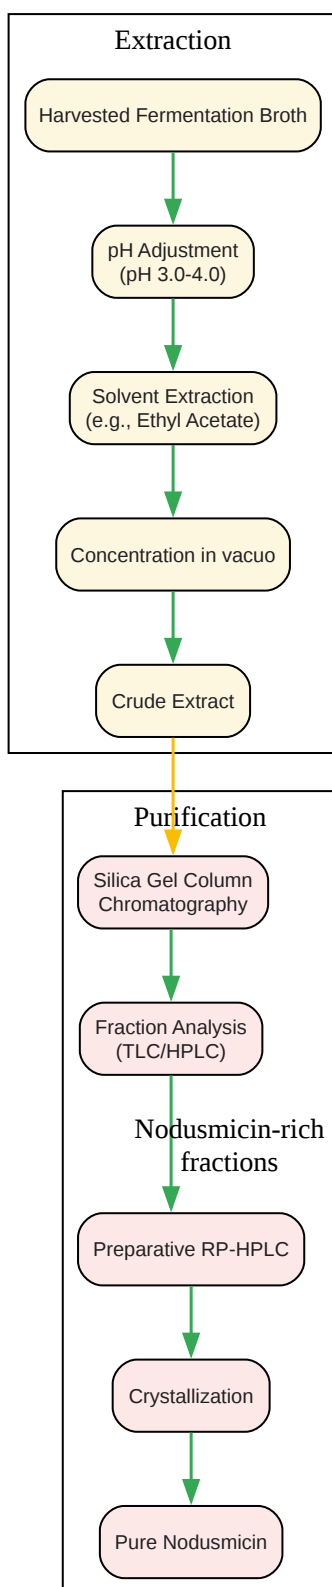 Extraction
Harvested Fermentation Broth
pH Adjustment
(pH 3.0-4.0)
Solvent Extraction
(e.g., Ethyl Acetate)
Concentration in vacuo
Crude Extract
Purification
Silica Gel Column
Chromatography
Fraction Analysis
(TLC/HPLC)
Nodusmicin-rich
fractions
Preparative RP-HPLC
Crystallization
Pure Nodusmicin